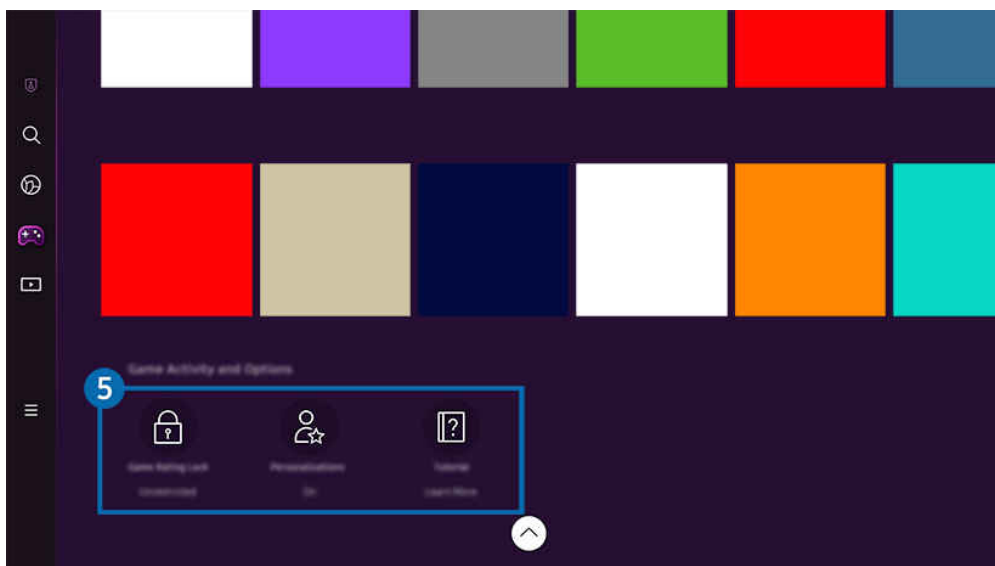 Game Activity and Options
5
Game Rating Lock
Personalizations
Tutorial
Unrestricted
On
Learn More